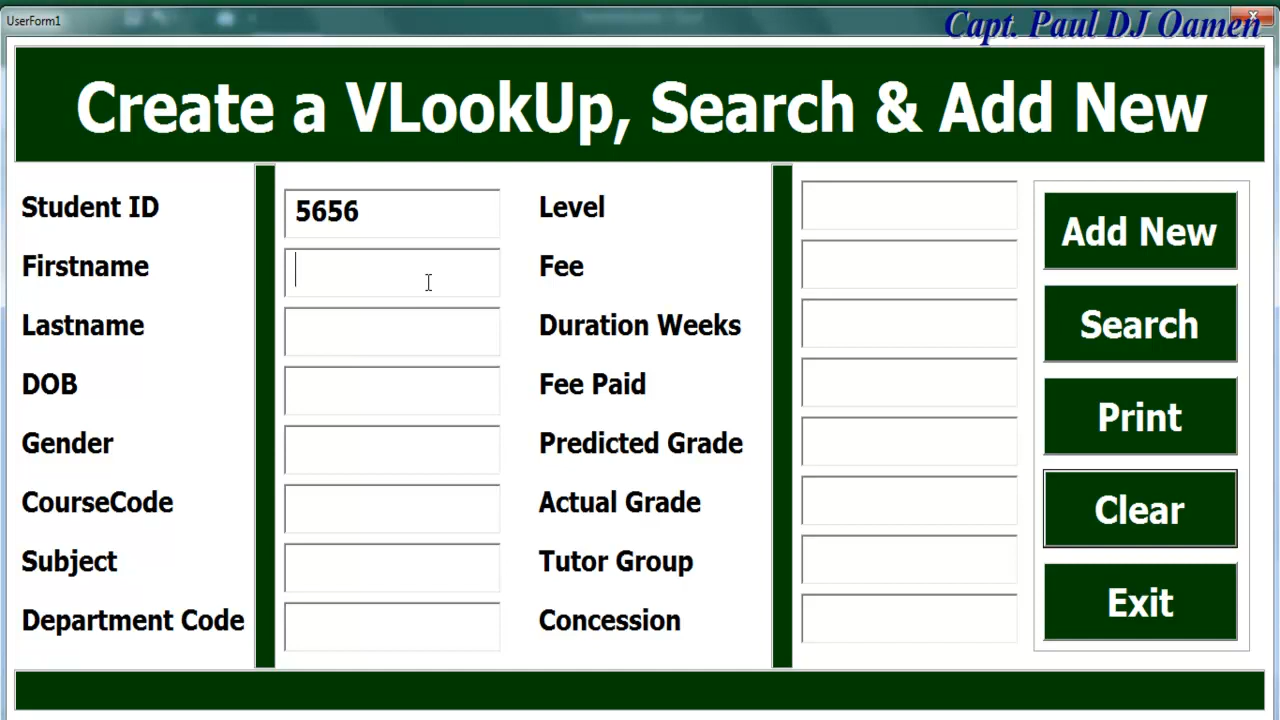 UserForm1
Capt. Paul DJ Oamen
Create a VLookUp, Search & Add New
Student ID
5656
Firstname
Lastname
DOB
Gender
CourseCode
Subject
Department Code
Level
Fee
Duration Weeks
Fee Paid
Predicted Grade
Actual Grade
Tutor Group
Concession
Add New
Search
Print
Clear
Exit